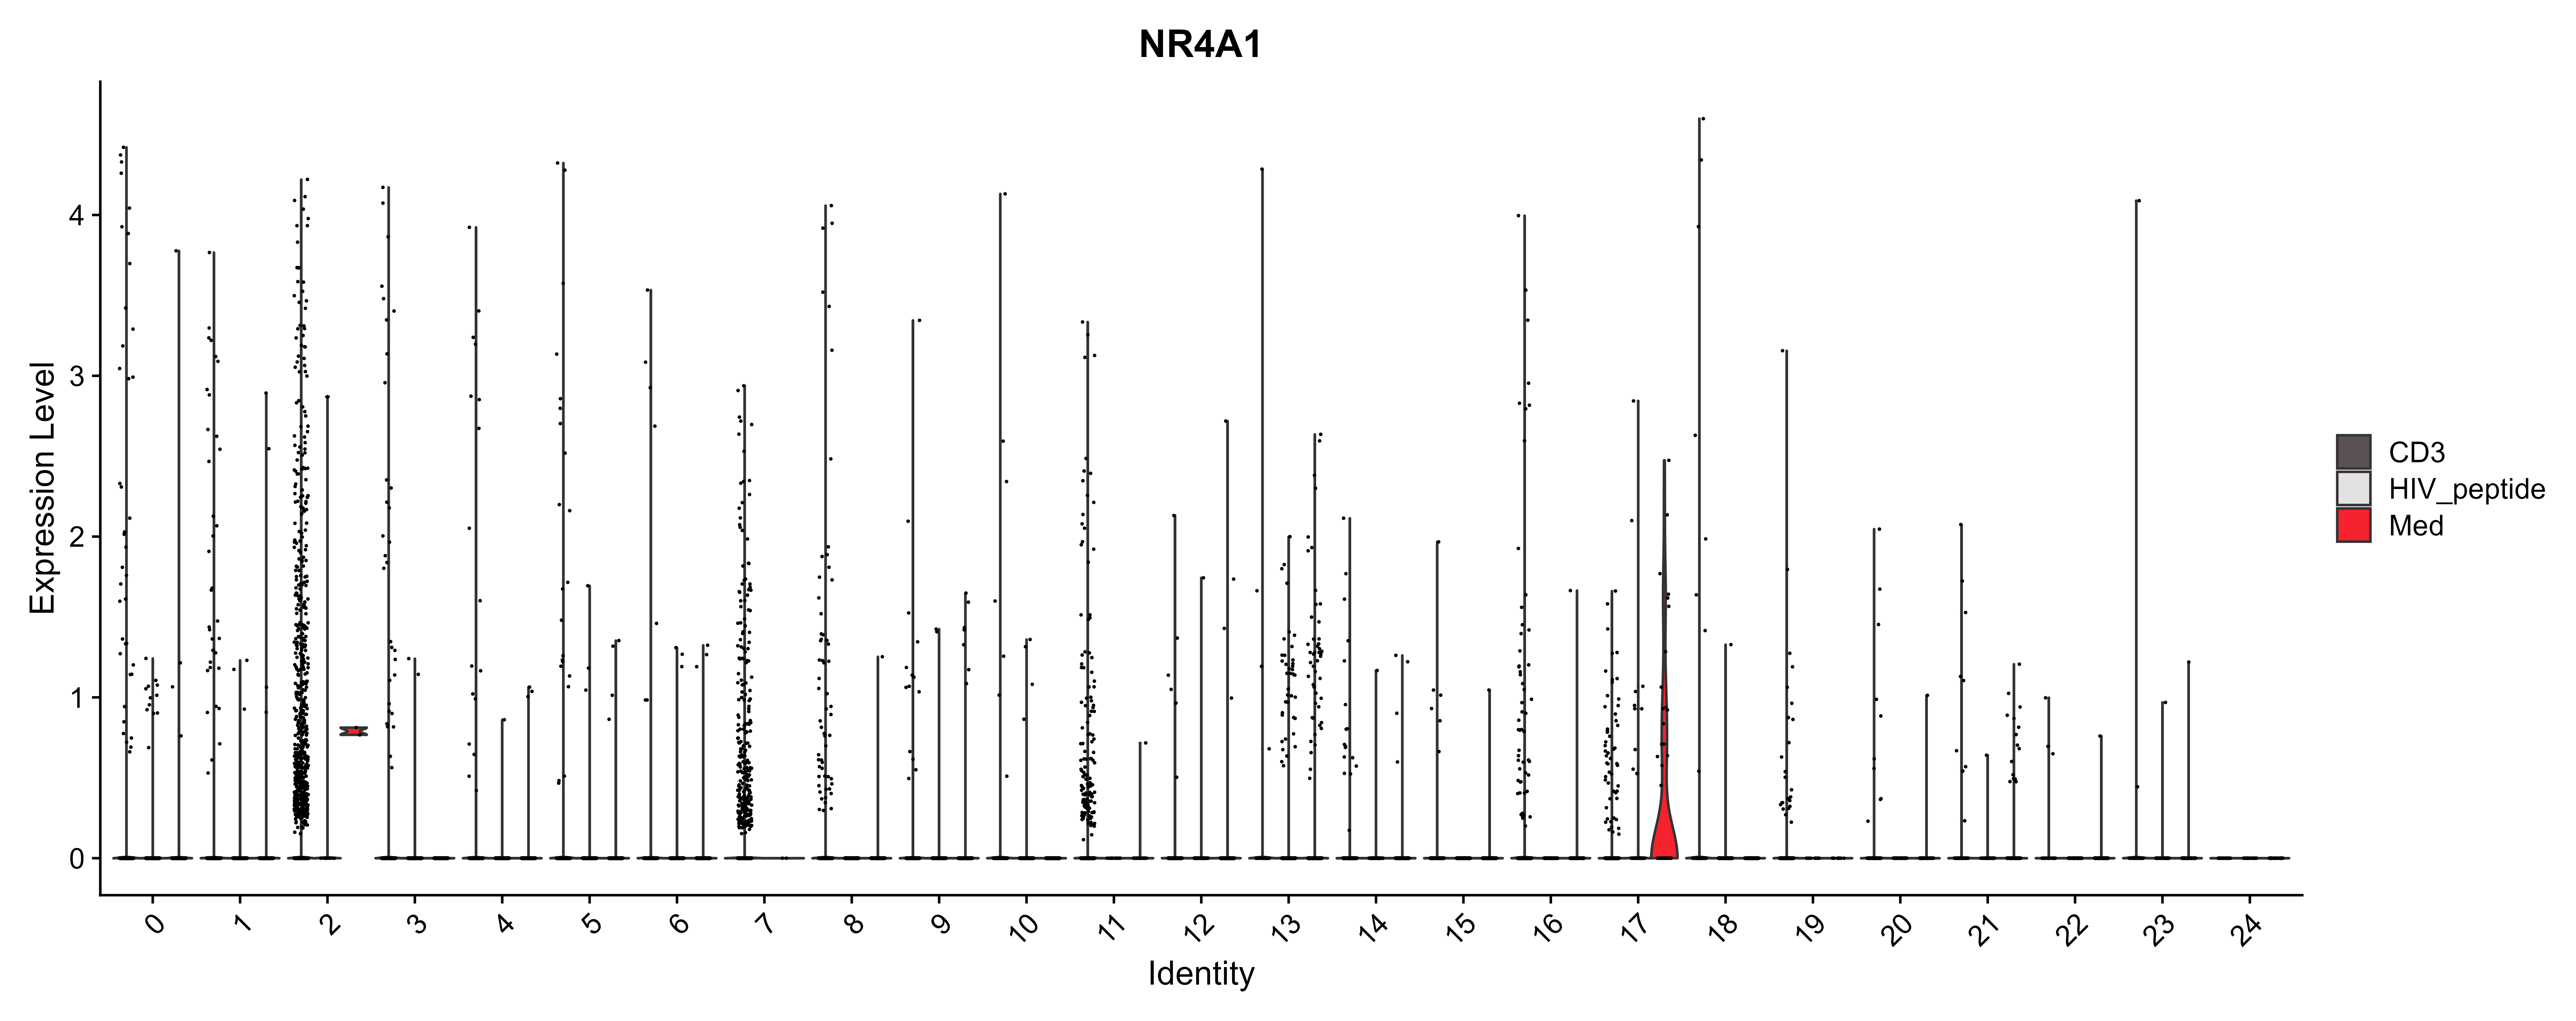 NR4A1
Expression Level
4
3
2
1
0
0 1 2 3 4 5 6 7 8 9 10 11 12 13 14 15 16 17 18 19 20 21 22 23 24
Identity
CD3
HIV_peptide
Med